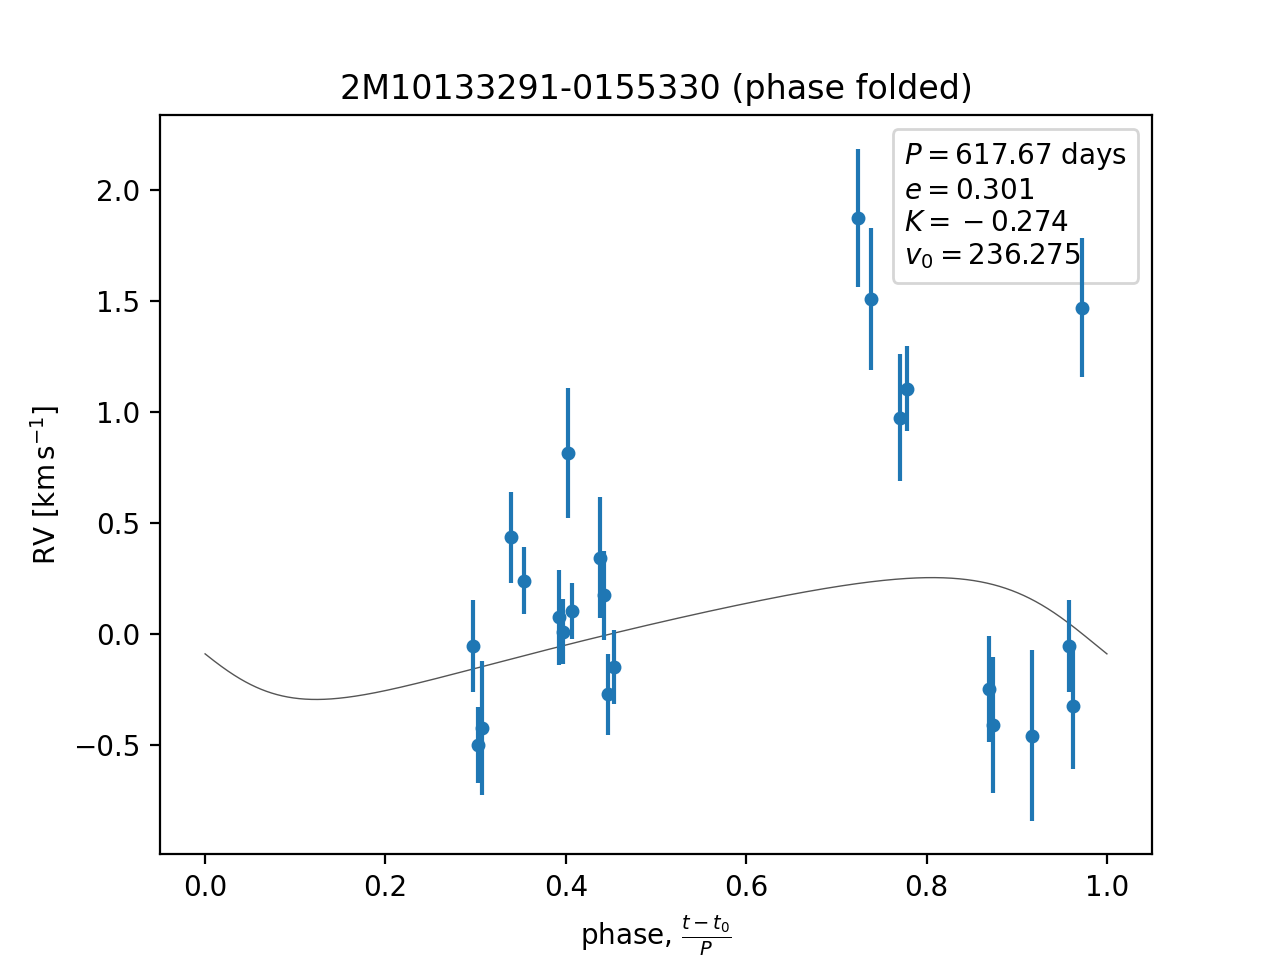 2M10133291-0155330 (phase folded)
P = 617.67 days
e = 0.301
K = − 0.274
v₀ = 236.275
RV [km s⁻¹]
2.0
1.5
1.0
0.5
0.0
−0.5
0.0 0.2 0.4 0.6 0.8 1.0
phase, (t − t₀)/P